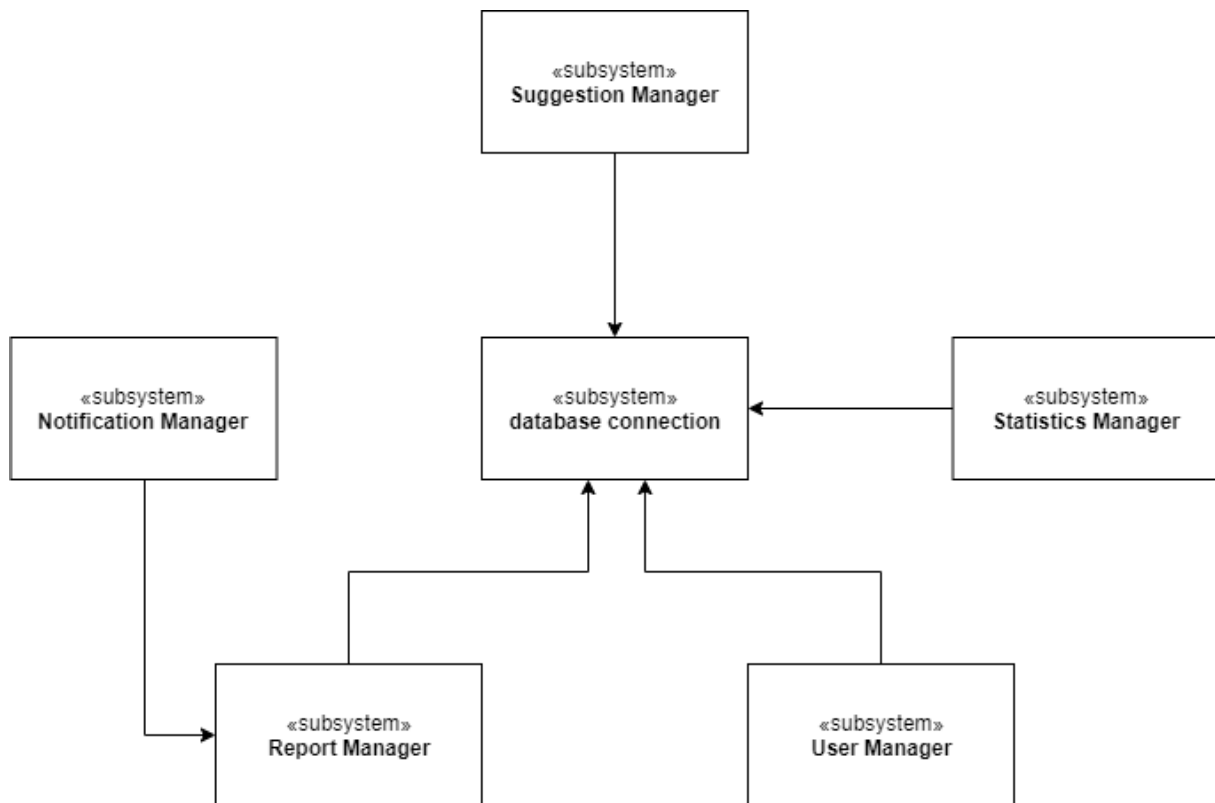 «subsystem»
Suggestion Manager
«subsystem»
Notification Manager
«subsystem»
database connection
«subsystem»
Statistics Manager
«subsystem»
Report Manager
«subsystem»
User Manager